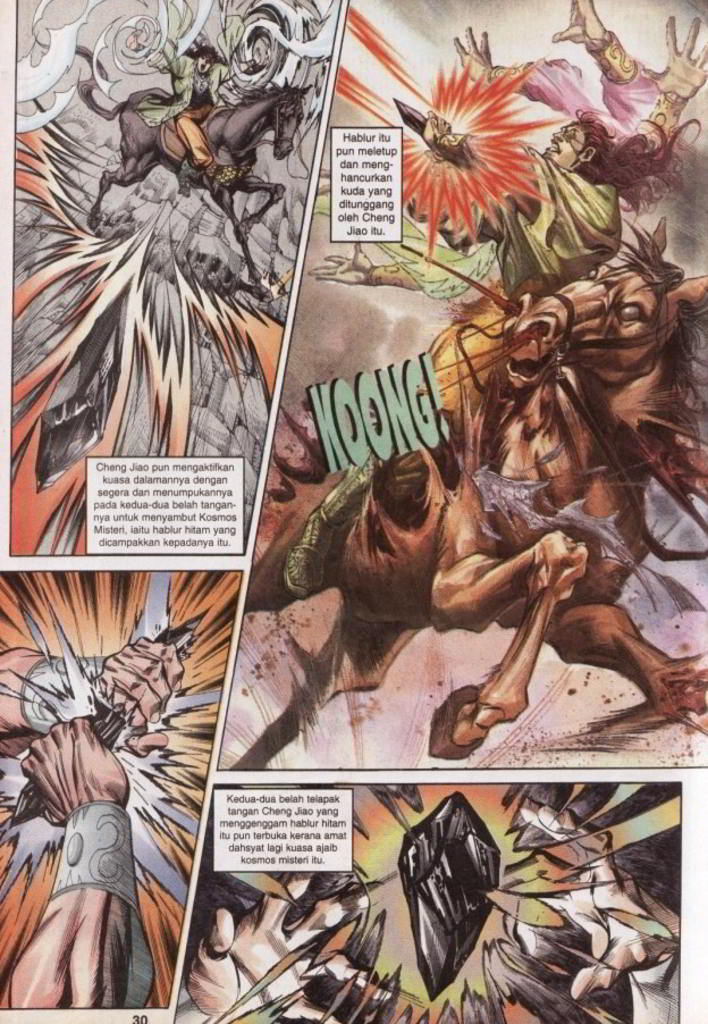 Cheng Jiao pun mengaktifkan
kuasa dalamannya dengan
segera dan menumpukannya
pada kedua-dua belah tangan-
nya untuk menyambut Kosmos
Misteri, iaitu hablur hitam yang
dicampakkan kepadanya itu.
Hablur itu
pun meletup
dan meng-
hancurkan
kuda yang
ditunggang
oleh Cheng
Jiao itu.
KOONG!
Kedua-dua belah telapak
tangan Cheng Jiao yang
menggenggam hablur hitam
itu pun terbuka kerana amat
dahsyat lagi kuasa ajaib
kosmos misteri itu.
30